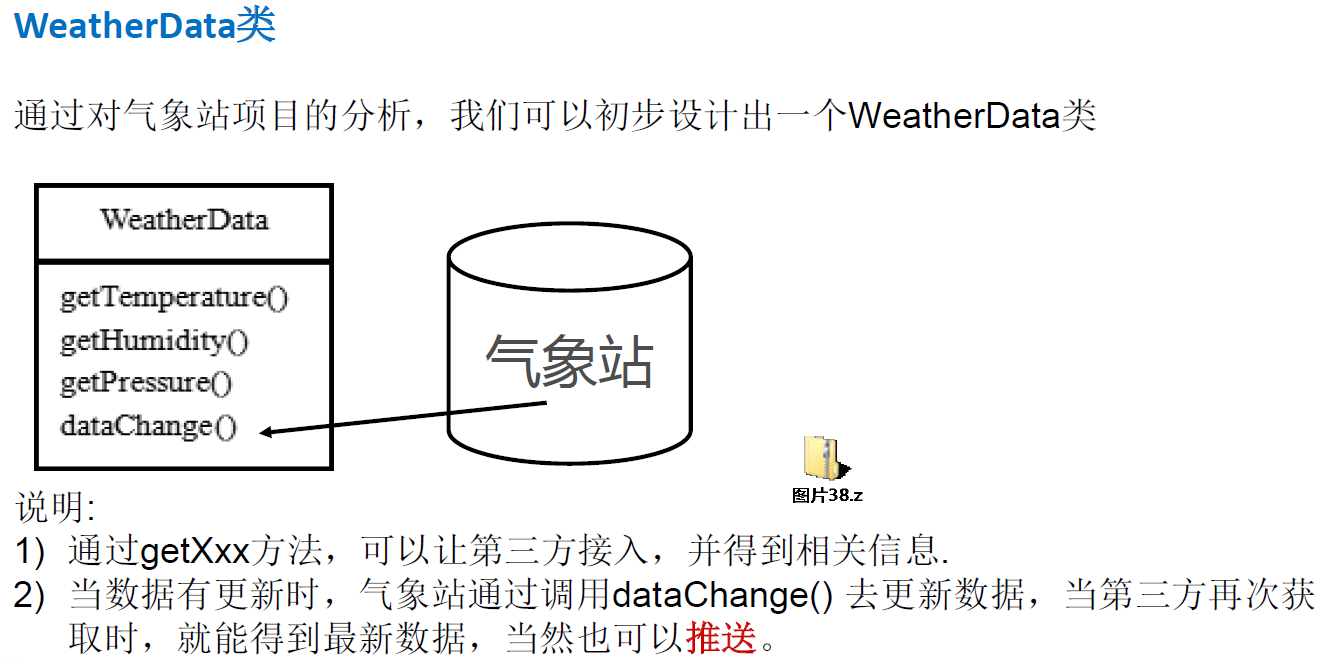 WeatherData类
通过对气象站项目的分析，我们可以初步设计出一个WeatherData类
WeatherData
getTemperature()
getHumidity()
getPressure()
dataChange()
气象站
图片38.z
说明:
1) 通过getXxx方法，可以让第三方接入，并得到相关信息.
2) 当数据有更新时，气象站通过调用dataChange() 去更新数据，当第三方再次获
取时，就能得到最新数据，当然也可以推送。